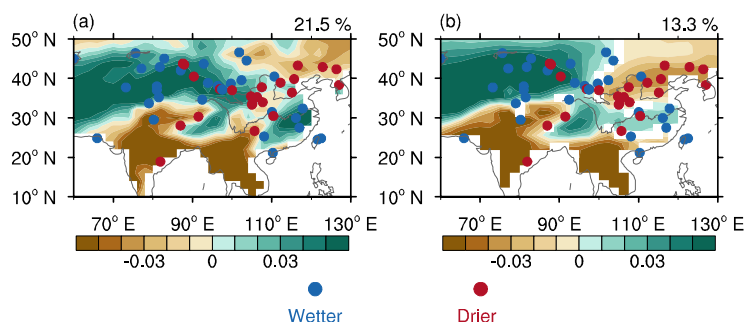 (a) 21.5 %
(b) 13.3 %
50° N
40° N
30° N
20° N
10° N
50° N
40° N
30° N
20° N
10° N
70° E 90° E 110° E 130° E
70° E 90° E 110° E 130° E
-0.03 0 0.03
-0.03 0 0.03
Wetter
Drier